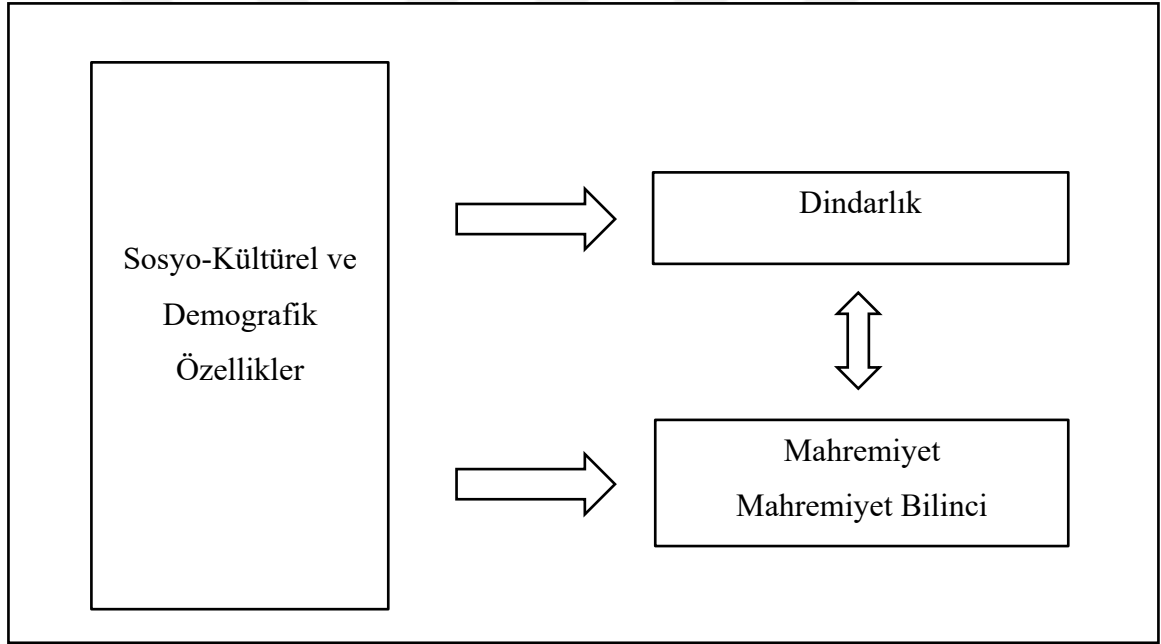 Sosyo-Kültürel ve
Demografik
Özellikler
Dindarlık
Mahremiyet
Mahremiyet Bilinci